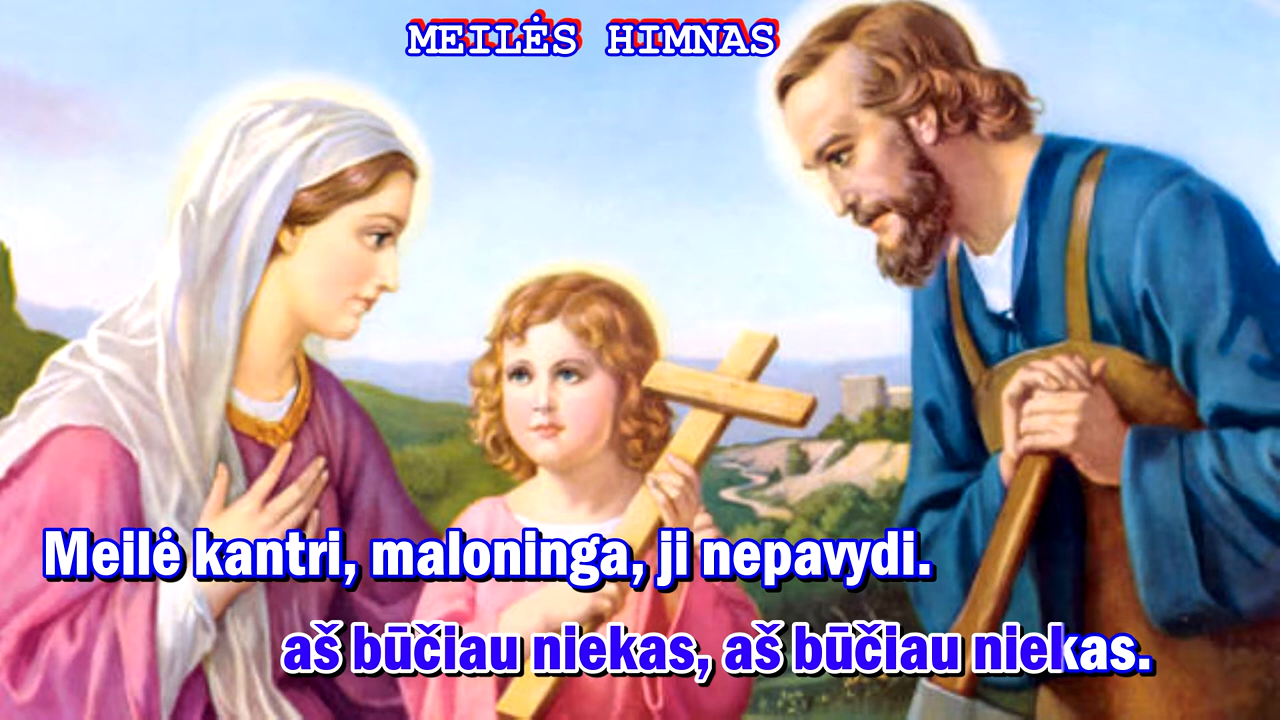 MEILĖS HIMNAS
Meilė kantri, maloninga, ji nepavydi.
aš būčiau niekas, aš būčiau niekas.